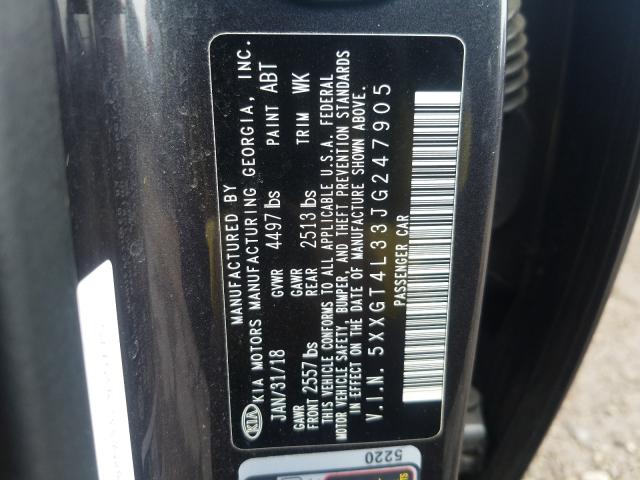 KIA
MANUFACTURED BY
KIA MOTORS MANUFACTURING GEORGIA, INC.
JAN/31/18 GVWR 4497lbs PAINT ABT
GAWR GAWR
FRONT 2557lbs REAR 2513lbs TRIM WK
THIS VEHICLE CONFORMS TO ALL APPLICABLE U.S.A. FEDERAL
MOTOR VEHICLE SAFETY, BUMPER, AND THEFT PREVENTION STANDARDS
IN EFFECT ON THE DATE OF MANUFACTURE SHOWN ABOVE.
V.I.N. 5XXGT4L33JG247905
PASSENGER CAR
5220